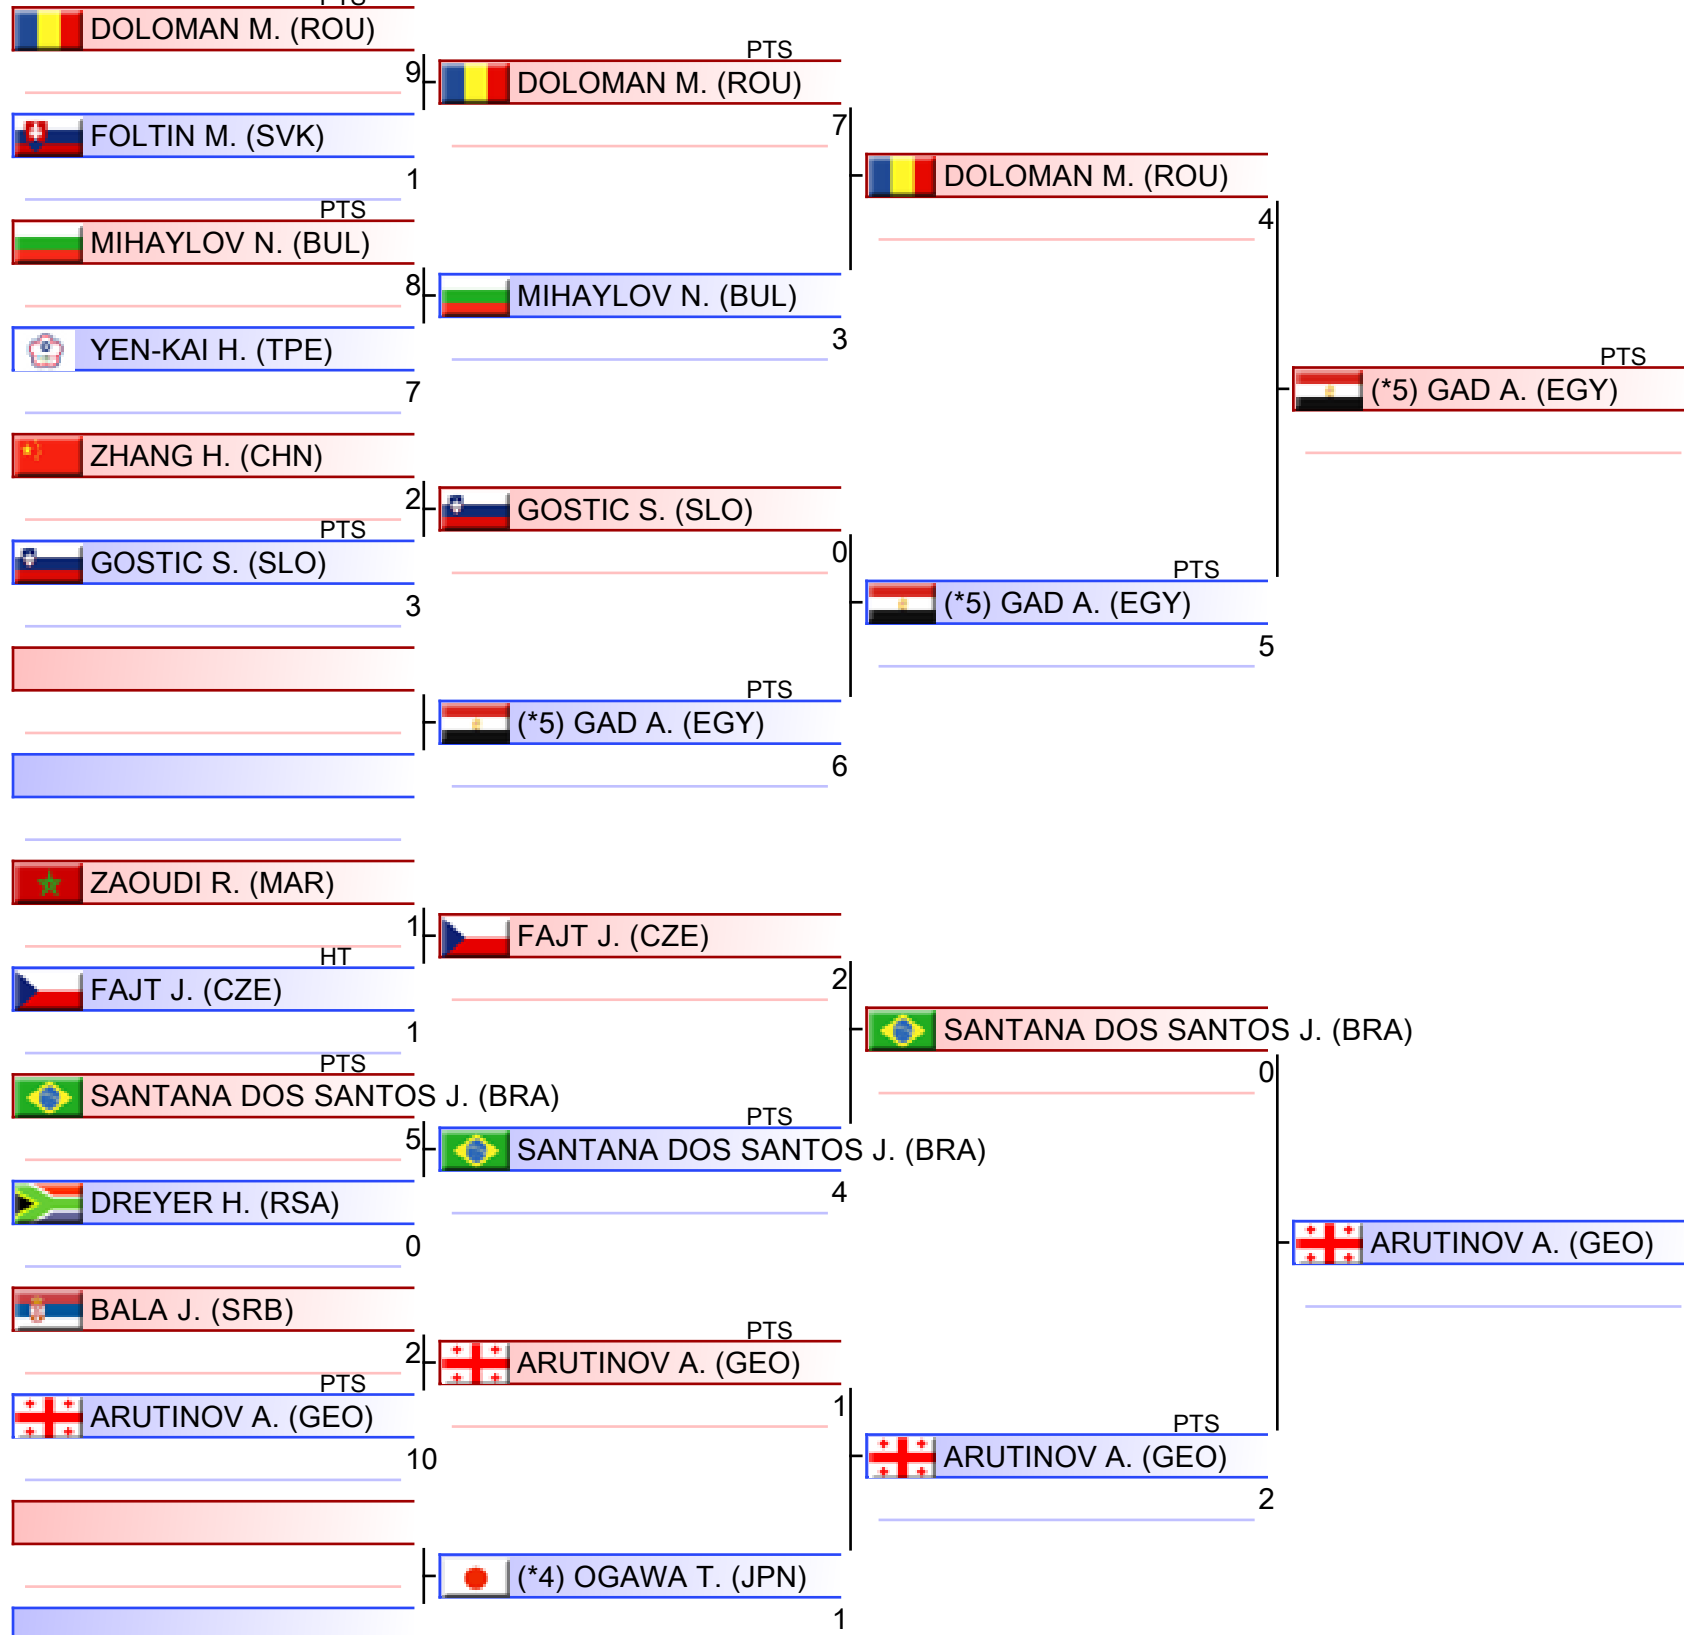 PTS
DOLOMAN M. (ROU)
9
FOLTIN M. (SVK)
1
PTS
MIHAYLOV N. (BUL)
8
YEN-KAI H. (TPE)
7
ZHANG H. (CHN)
2
PTS
GOSTIC S. (SLO)
3
ZAOUDI R. (MAR)
1
HT
FAJT J. (CZE)
1
PTS
SANTANA DOS SANTOS J. (BRA)
5
DREYER H. (RSA)
0
BALA J. (SRB)
2
PTS
ARUTINOV A. (GEO)
10
PTS
DOLOMAN M. (ROU)
7
MIHAYLOV N. (BUL)
3
GOSTIC S. (SLO)
0
PTS
(*5) GAD A. (EGY)
6
FAJT J. (CZE)
2
PTS
SANTANA DOS SANTOS J. (BRA)
4
PTS
ARUTINOV A. (GEO)
1
(*4) OGAWA T. (JPN)
1
DOLOMAN M. (ROU)
4
PTS
(*5) GAD A. (EGY)
5
SANTANA DOS SANTOS J. (BRA)
0
PTS
ARUTINOV A. (GEO)
2
PTS
(*5) GAD A. (EGY)
ARUTINOV A. (GEO)